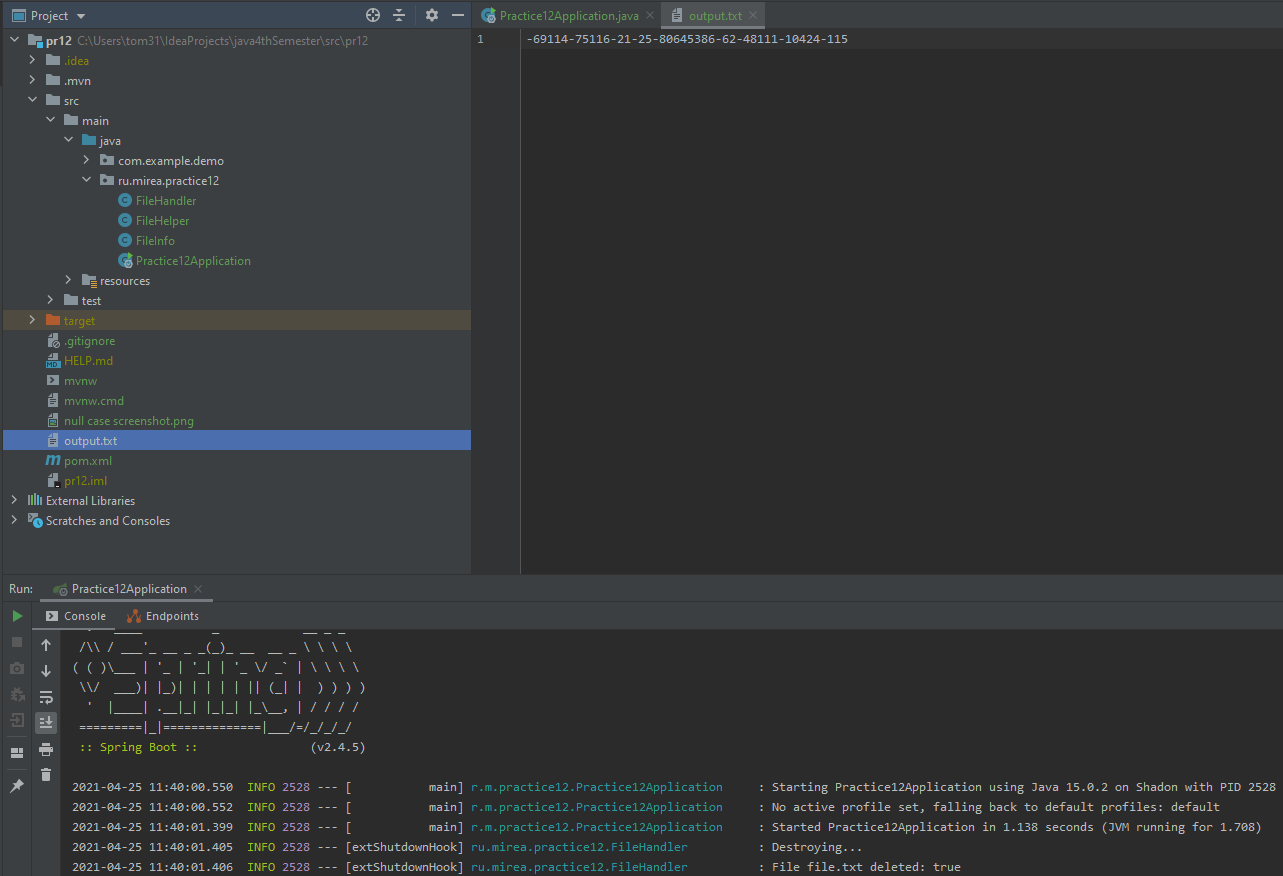 Project
pr12 C:\Users\tom31\IdeaProjects\java4thSemester\src\pr12
.idea
.mvn
src
main
java
com.example.demo
ru.mirea.practice12
FileHandler
FileHelper
FileInfo
Practice12Application
resources
test
target
.gitignore
HELP.md
mvnw
mvnw.cmd
null case screenshot.png
output.txt
pom.xml
pr12.iml
External Libraries
Scratches and Consoles
Practice12Application.java
output.txt
1 -69114-75116-21-25-80645386-62-48111-10424-115
Run: Practice12Application
Console Endpoints
 /\\ / ___'_ __ _ _(_)_ __  __ _ \ \ \ \
( ( )\___ | '_ | '_| | '_ \/ _` | \ \ \ \
 \\/  ___)| |_)| | | | | || (_| |  ) ) ) )
  '  |____| .__|_| |_|_| |_\__, | / / / /
 =========|_|==============|___/=/_/_/_/
 :: Spring Boot ::                (v2.4.5)
2021-04-25 11:40:00.550  INFO 2528 --- [           main] r.m.practice12.Practice12Application     : Starting Practice12Application using Java 15.0.2 on Shadon with PID 2528
2021-04-25 11:40:00.552  INFO 2528 --- [           main] r.m.practice12.Practice12Application     : No active profile set, falling back to default profiles: default
2021-04-25 11:40:01.399  INFO 2528 --- [           main] r.m.practice12.Practice12Application     : Started Practice12Application in 1.138 seconds (JVM running for 1.708)
2021-04-25 11:40:01.405  INFO 2528 --- [extShutdownHook] ru.mirea.practice12.FileHandler          : Destroying...
2021-04-25 11:40:01.406  INFO 2528 --- [extShutdownHook] ru.mirea.practice12.FileHandler          : File file.txt deleted: true